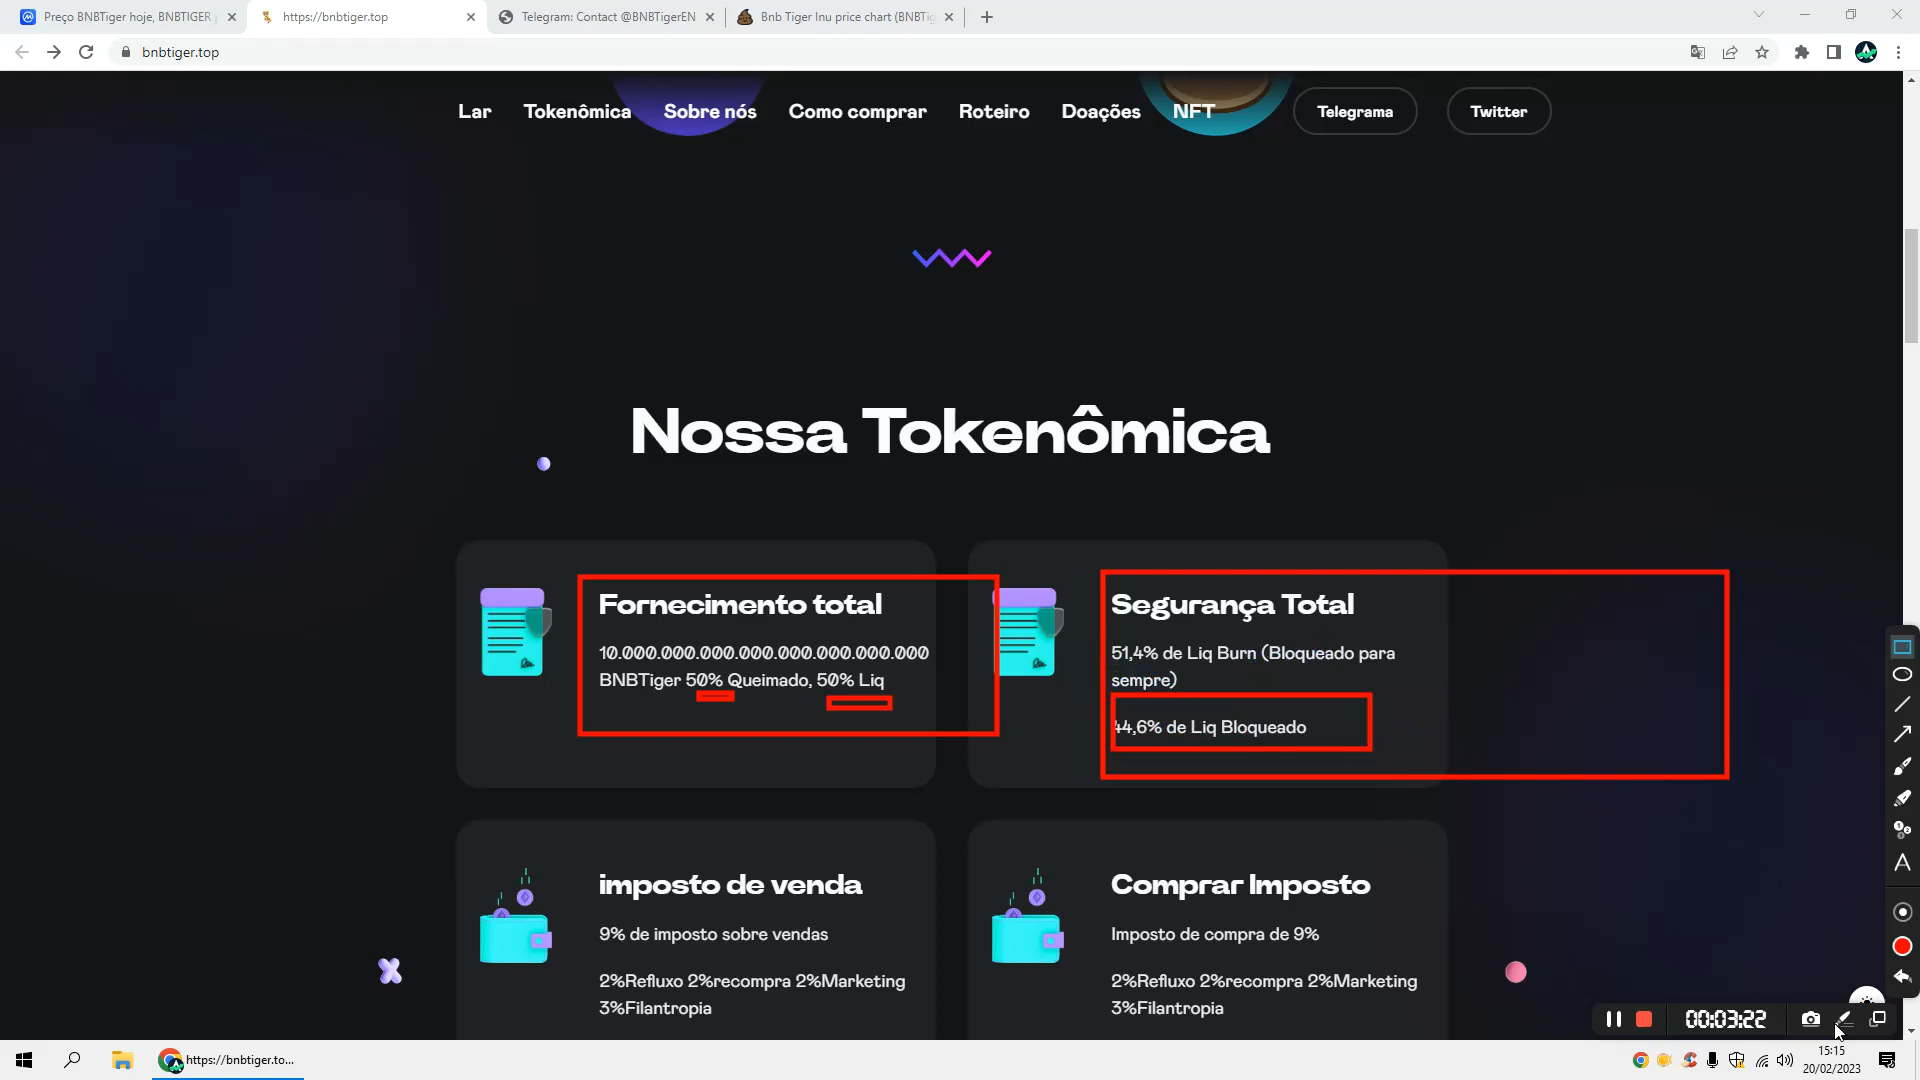 Preço BNBTiger hoje, BNBTIGER
https://bnbtiger.top
Telegram: Contact @BNBTigerEN
Bnb Tiger Inu price chart (BNBTig
bnbtiger.top
Lar
Tokenômica
Sobre nós
Como comprar
Roteiro
Doações
NFT
Telegrama
Twitter
Nossa Tokenômica
Fornecimento total
10.000.000.000.000.000.000.000.000
BNBTiger 50% Queimado, 50% Liq
Segurança Total
51,4% de Liq Burn (Bloqueado para
sempre)
44,6% de Liq Bloqueado
imposto de venda
9% de imposto sobre vendas
2%Refluxo 2%recompra 2%Marketing
3%Filantropia
Comprar Imposto
Imposto de compra de 9%
2%Refluxo 2%recompra 2%Marketing
3%Filantropia
00:03:22
https://bnbtiger.to...
15:15
20/02/2023